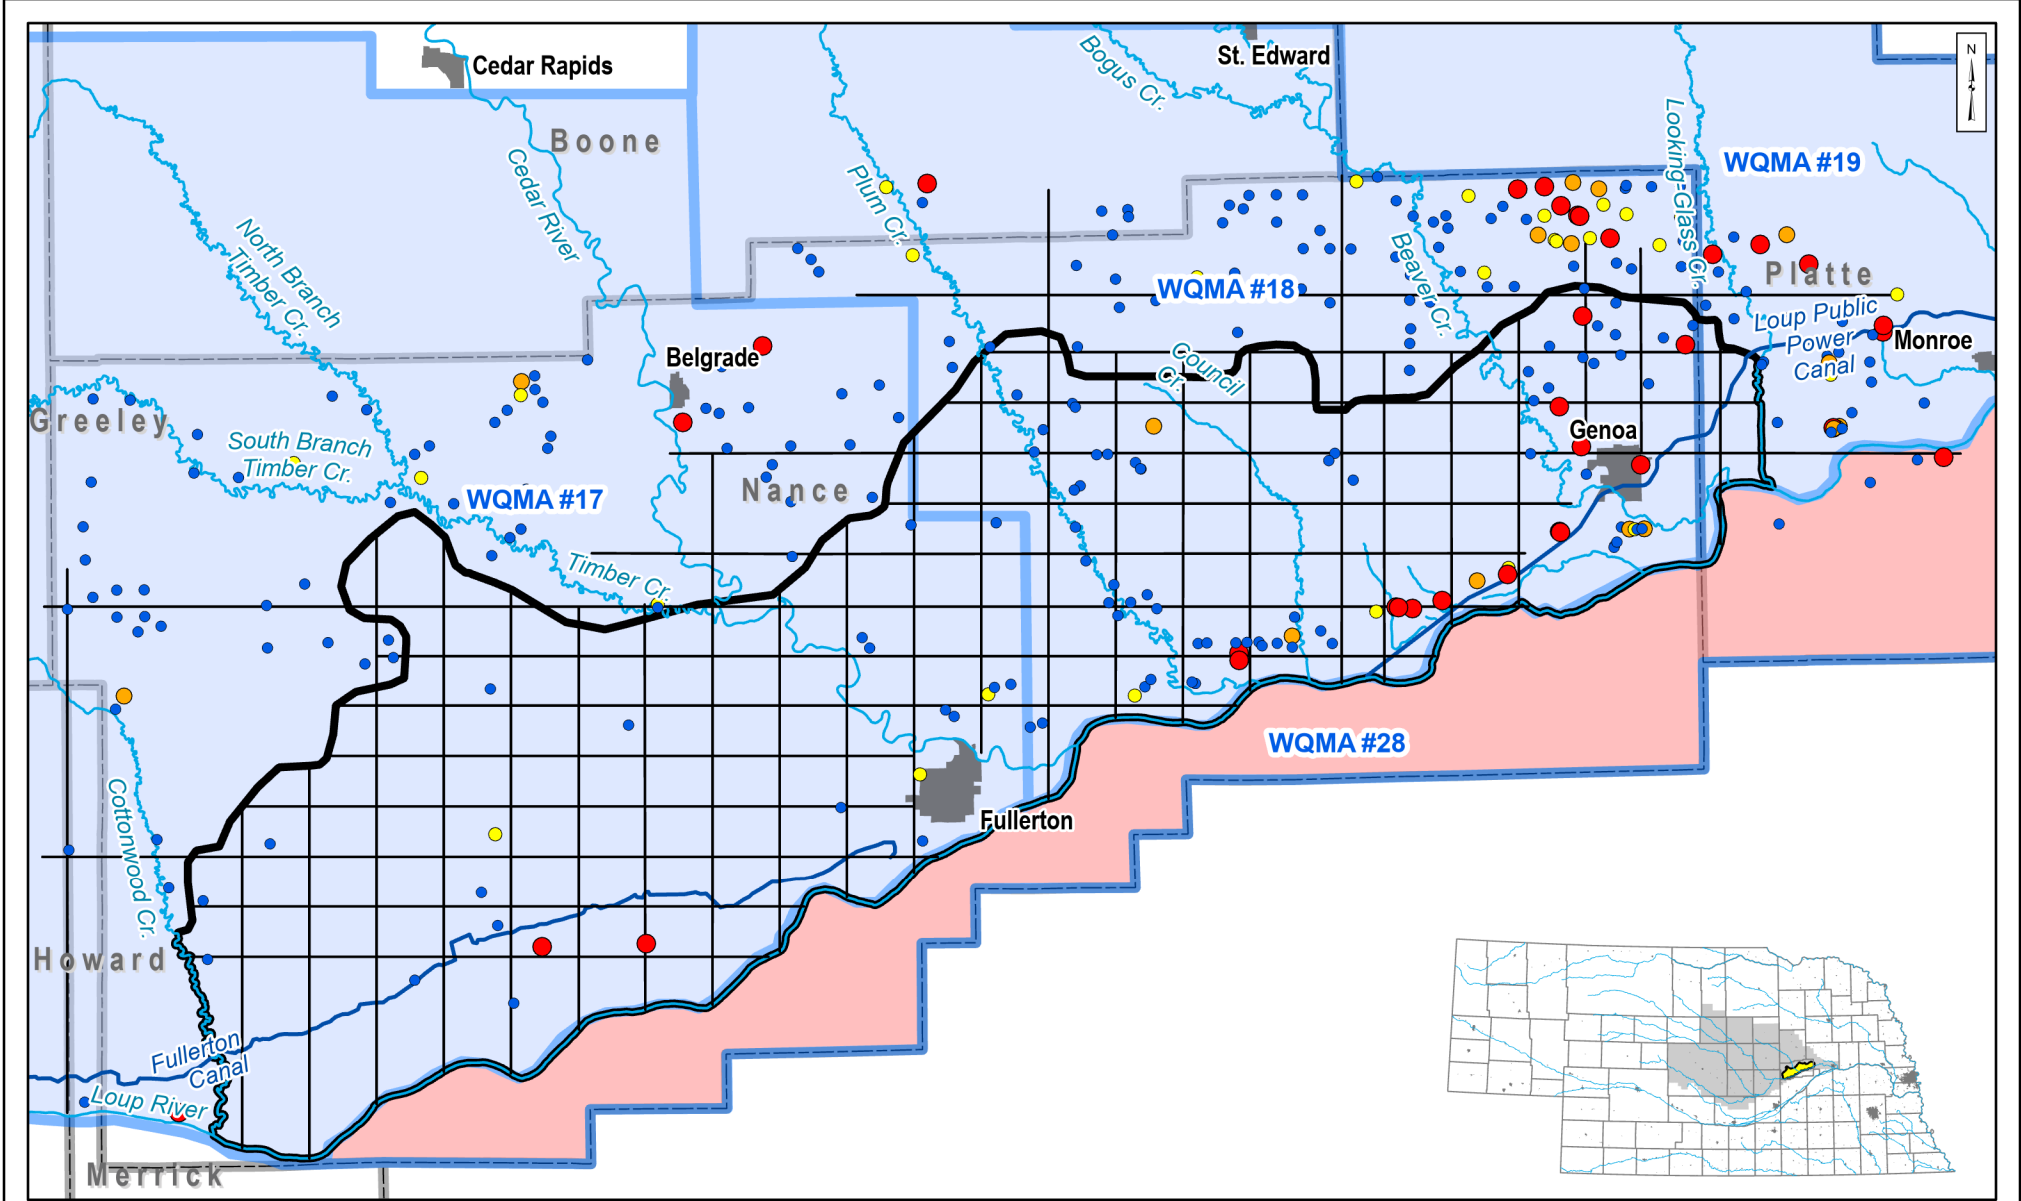 N
St. Edward
Cedar Rapids
Bogus Cr.
Boone
WQMA #19
Looking-Glass Cr.
Cedar River
Plum Cr.
North Branch
Timber Cr.
Beaver Cr.
Platte
WQMA #18
Loup Public
Power
Canal
Monroe
Belgrade
Council
Cr.
Greeley
South Branch
Timber Cr.
Genoa
Nance
WQMA #17
Timber Cr.
WQMA #28
Cottonwood Cr.
Fullerton
Howard
Fullerton
Canal
Loup River
Merrick